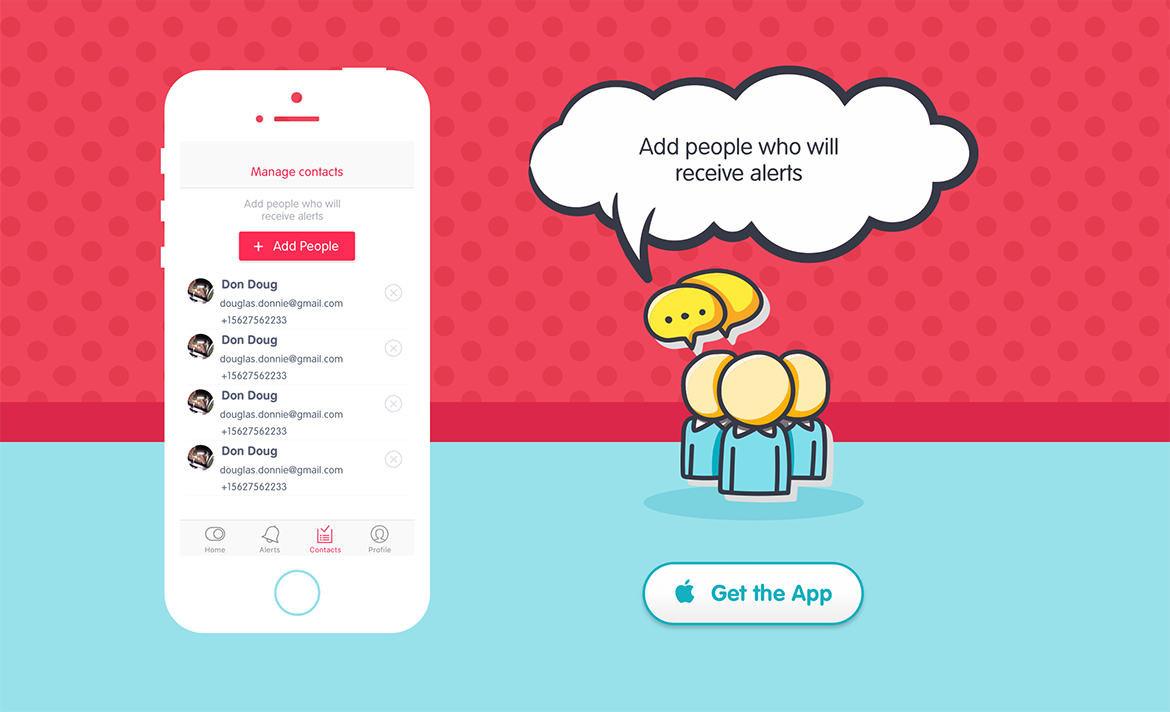 Manage contacts
Add people who will
receive alerts
+ Add People
Don Doug
douglas.donnie@gmail.com
+15627562233
Don Doug
douglas.donnie@gmail.com
+15627562233
Don Doug
douglas.donnie@gmail.com
+15627562233
Don Doug
douglas.donnie@gmail.com
+15627562233
Home Alerts Contacts Profile
Add people who will
receive alerts
Get the App